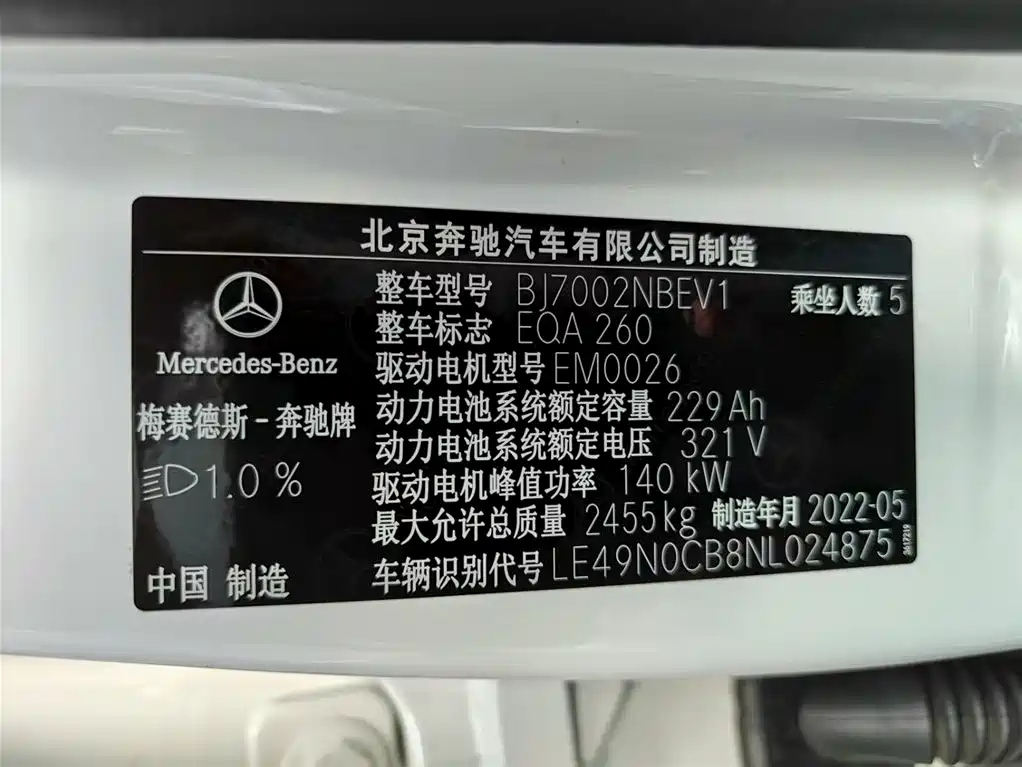 北京奔驰汽车有限公司制造
整车型号 BJ7002NBEV1
乘坐人数 5
整车标志 EQA 260
Mercedes-Benz
驱动电机型号 EM0026
梅赛德斯-奔驰牌
动力电池系统额定容量 229Ah
动力电池系统额定电压 321 V
1.0 %
驱动电机峰值功率 140 kW
最大允许总质量 2455kg 制造年月 2022-05
中国 制造
车辆识别代号 LE49N0CB8NL024875
3617219